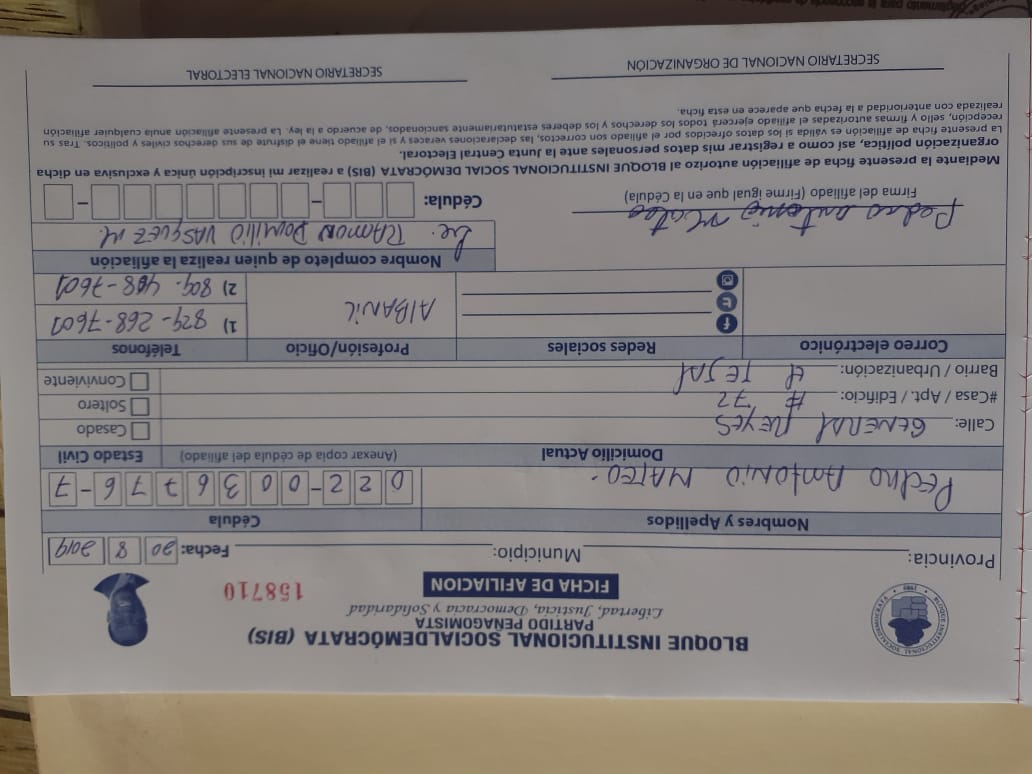 BLOQUE INSTITUCIONAL SOCIALDEMÓCRATA (BIS)
PARTIDO PEÑAGOMISTA
Libertad, Justicia, Democracia y Solidaridad
FICHA DE AFILIACION
158710
Provincia: Municipio: Fecha: 20 8 2019
Nombres y Apellidos Cédula
PEDRO ANTONIO MATEO. 022-0036776-7
Domicilio Actual (Anexar copia de cédula del afiliado) Estado Civil
Calle: GENERAL REYES Casado
#Casa / Apt. / Edificio: # 72 Soltero
Barrio / Urbanización: El TEJAL Conviviente
Correo electrónico Redes sociales Profesión/Oficio Teléfonos
AlBANIL 1) 829-268-7601
2) 809-468-7601
Nombre completo de quien realiza la afiliación
Lic. RAMON DOMILIO VASQUEZ M.
Pedro antonio Mateo
Firma del afiliado (Firme igual que en la Cédula) Cédula: - -
Mediante la presente ficha de afiliación autorizo al BLOQUE INSTITUCIONAL SOCIAL DEMÓCRATA (BIS) a realizar mi inscripción única y exclusiva en dicha
organización política, así como a registrar mis datos personales ante la Junta Central Electoral.
La presente ficha de afiliación es válida si los datos ofrecidos por el afiliado son correctos, las declaraciones veraces y si el afiliado tiene el disfrute de sus derechos civiles y políticos. Tras su
recepción, sello y firmas autorizadas el afiliado ejercerá todos los derechos y los deberes estatutariamente sancionados, de acuerdo a la ley. La presente afiliación anula cualquier afiliación
realizada con anterioridad a la fecha que aparece en esta ficha.
SECRETARIO NACIONAL DE ORGANIZACIÓN SECRETARIO NACIONAL ELECTORAL